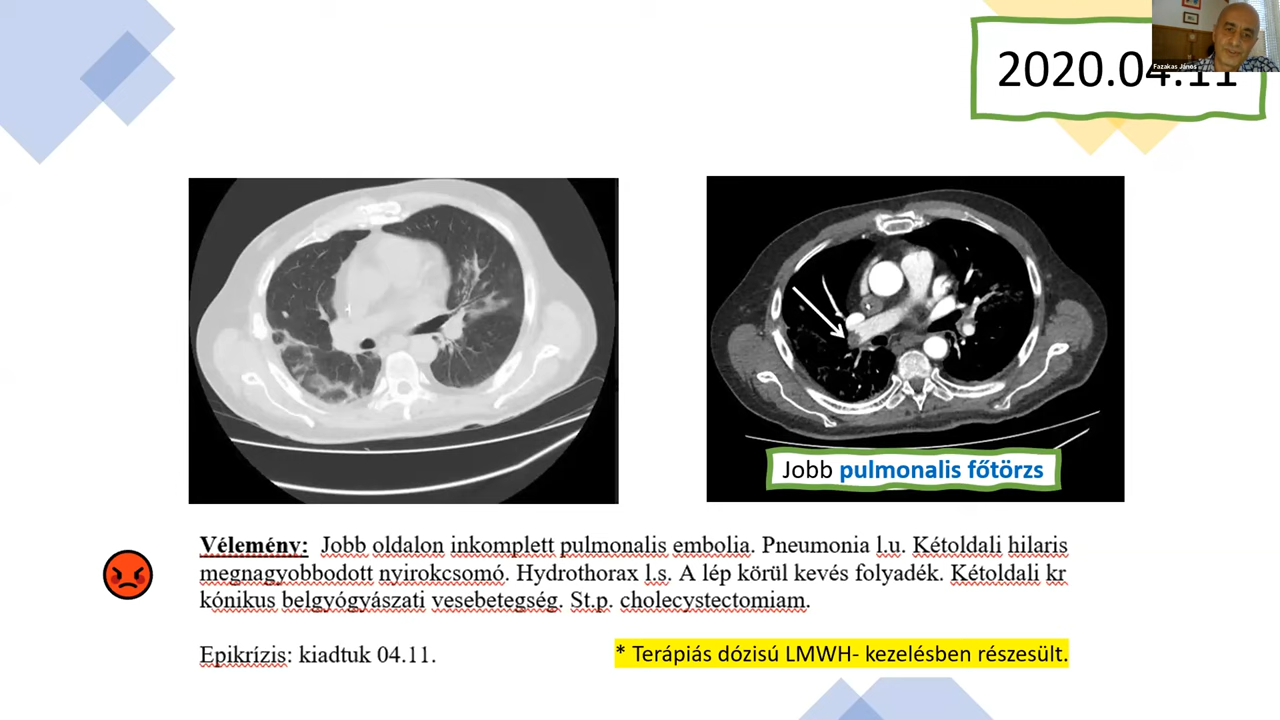 2020.04.11
Fazakas János
Jobb pulmonalis főtörzs
Vélemény: Jobb oldalon inkomplett pulmonalis embolia. Pneumonia l.u. Kétoldali hilaris
megnagyobbodott nyirokcsomó. Hydrothorax l.s. A lép körül kevés folyadék. Kétoldali kr
kónikus belgyógyászati vesebetegség. St.p. cholecystectomiam.
Epikrízis: kiadtuk 04.11.
* Terápiás dózisú LMWH- kezelésben részesült.